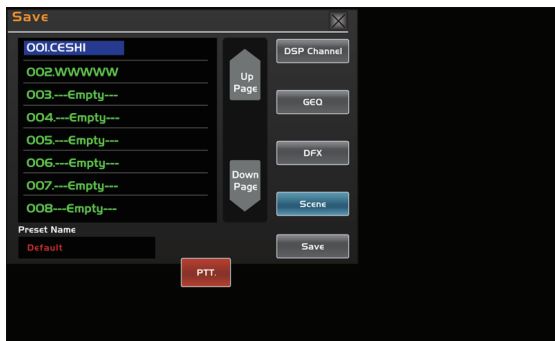 Save
001.CESHI
002.WWWWW
003.---Empty---
004.---Empty---
005.---Empty---
006.---Empty---
007.---Empty---
008---Empty---
Up
Page
Down
Page
DSP Channel
GEQ
DFX
Scene
Save
Preset Name
Default
PTT.